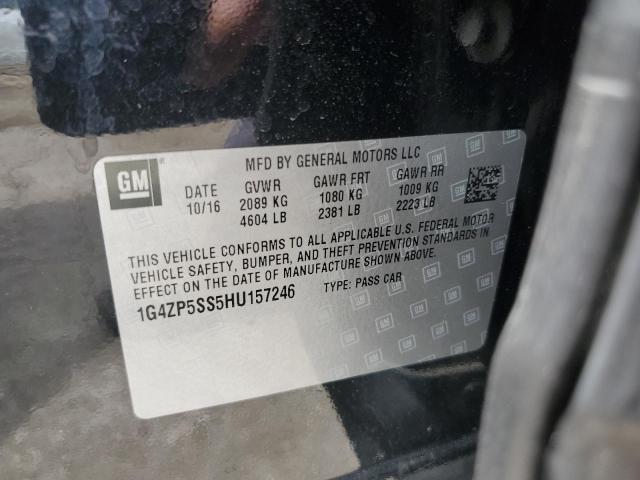 GM
MFD BY GENERAL MOTORS LLC
DATE GVWR GAWR FRT GAWR RR
10/16 2089 KG 1080 KG 1009 KG
4604 LB 2381 LB 2223 LB
THIS VEHICLE CONFORMS TO ALL APPLICABLE U.S. FEDERAL MOTOR
VEHICLE SAFETY, BUMPER, AND THEFT PREVENTION STANDARDS IN
EFFECT ON THE DATE OF MANUFACTURE SHOWN ABOVE.
1G4ZP5SS5HU157246 TYPE: PASS CAR